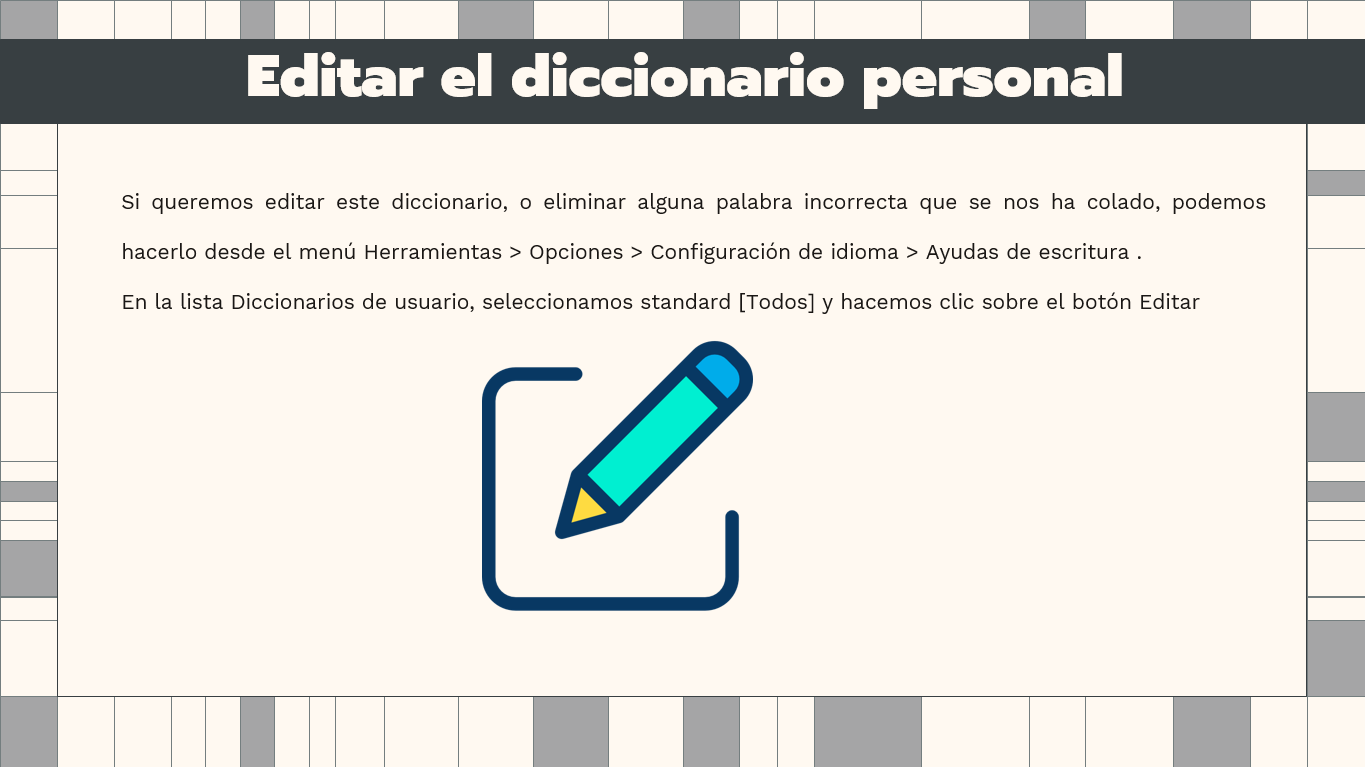 Editar el diccionario personal
Si queremos editar este diccionario, o eliminar alguna palabra incorrecta que se nos ha colado, podemos
hacerlo desde el menú Herramientas > Opciones > Configuración de idioma > Ayudas de escritura .
En la lista Diccionarios de usuario, seleccionamos standard [Todos] y hacemos clic sobre el botón Editar